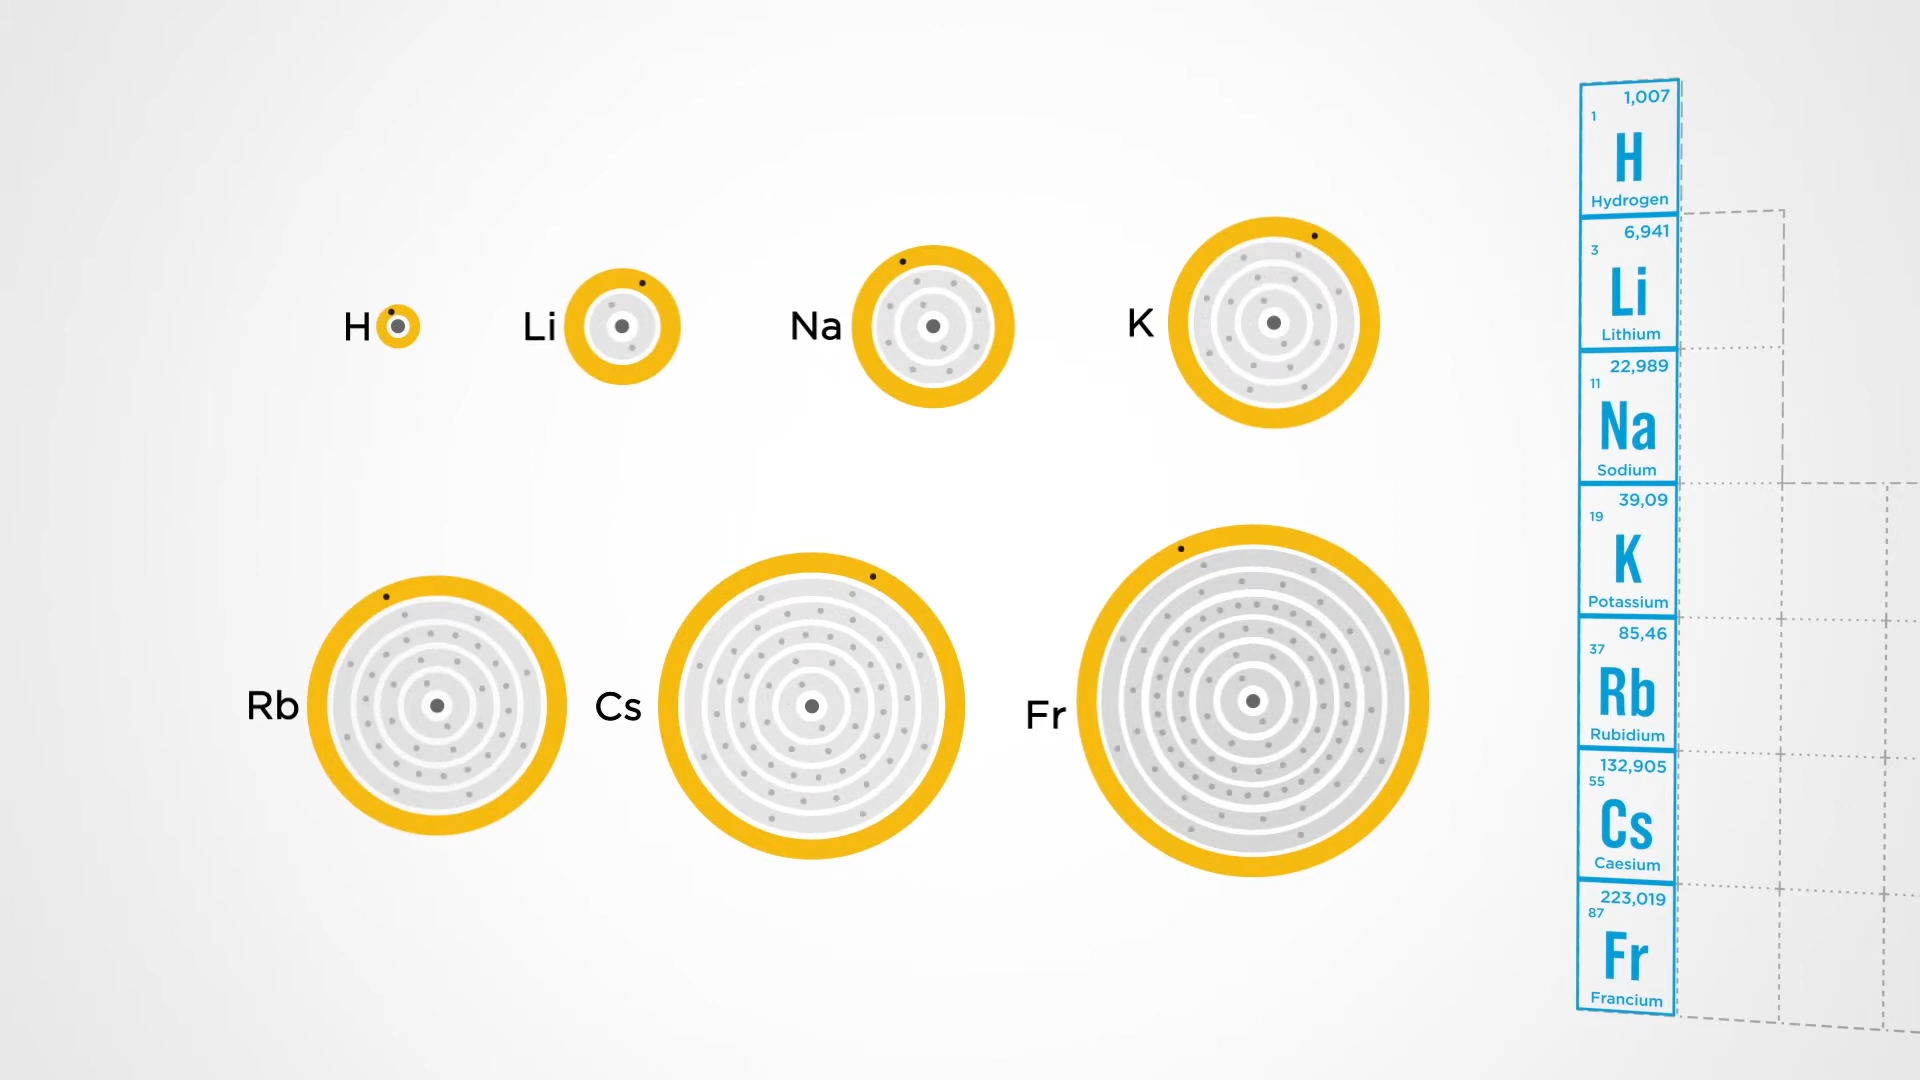 H
Li
Na
K
Rb
Cs
Fr
1,007
1
H
Hydrogen
6,941
3
Li
Lithium
22,989
11
Na
Sodium
39,09
19
K
Potassium
85,46
37
Rb
Rubidium
132,905
55
Cs
Caesium
223,019
87
Fr
Francium